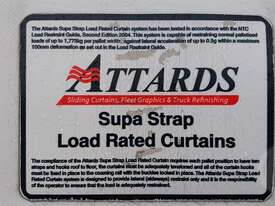 The Attards Supa Strap Load Rated Curtain system has been tested in accordance with the NTC
Load Restraint Guide, Second Edition 2004. This system is capable of restraining normal palletised
loads of up to 1,775kg per pallet width against lateral acceleration of up to 0.5g within a maximum
100mm deformation as set out in the Load Restraint Guide.
ATTARDS
Sliding Curtains, Fleet Graphics & Truck Refinishing
Supa Strap
Load Rated Curtains
The compliance of the Attards Supa Strap Load Rated Curtain requires each pallet position to have two
straps and hooks roof to floor, the curtains must be adequately tensioned and all of the curtain hooks
must be fixed in place to the coaming rail with the buckles locked in place. The Attards Supa Strap Load
Rated Curtain system is designed to provide lateral (sideways) restraint only and it is the responsibility
of the operator to ensure that the load is adequately restrained at all times.